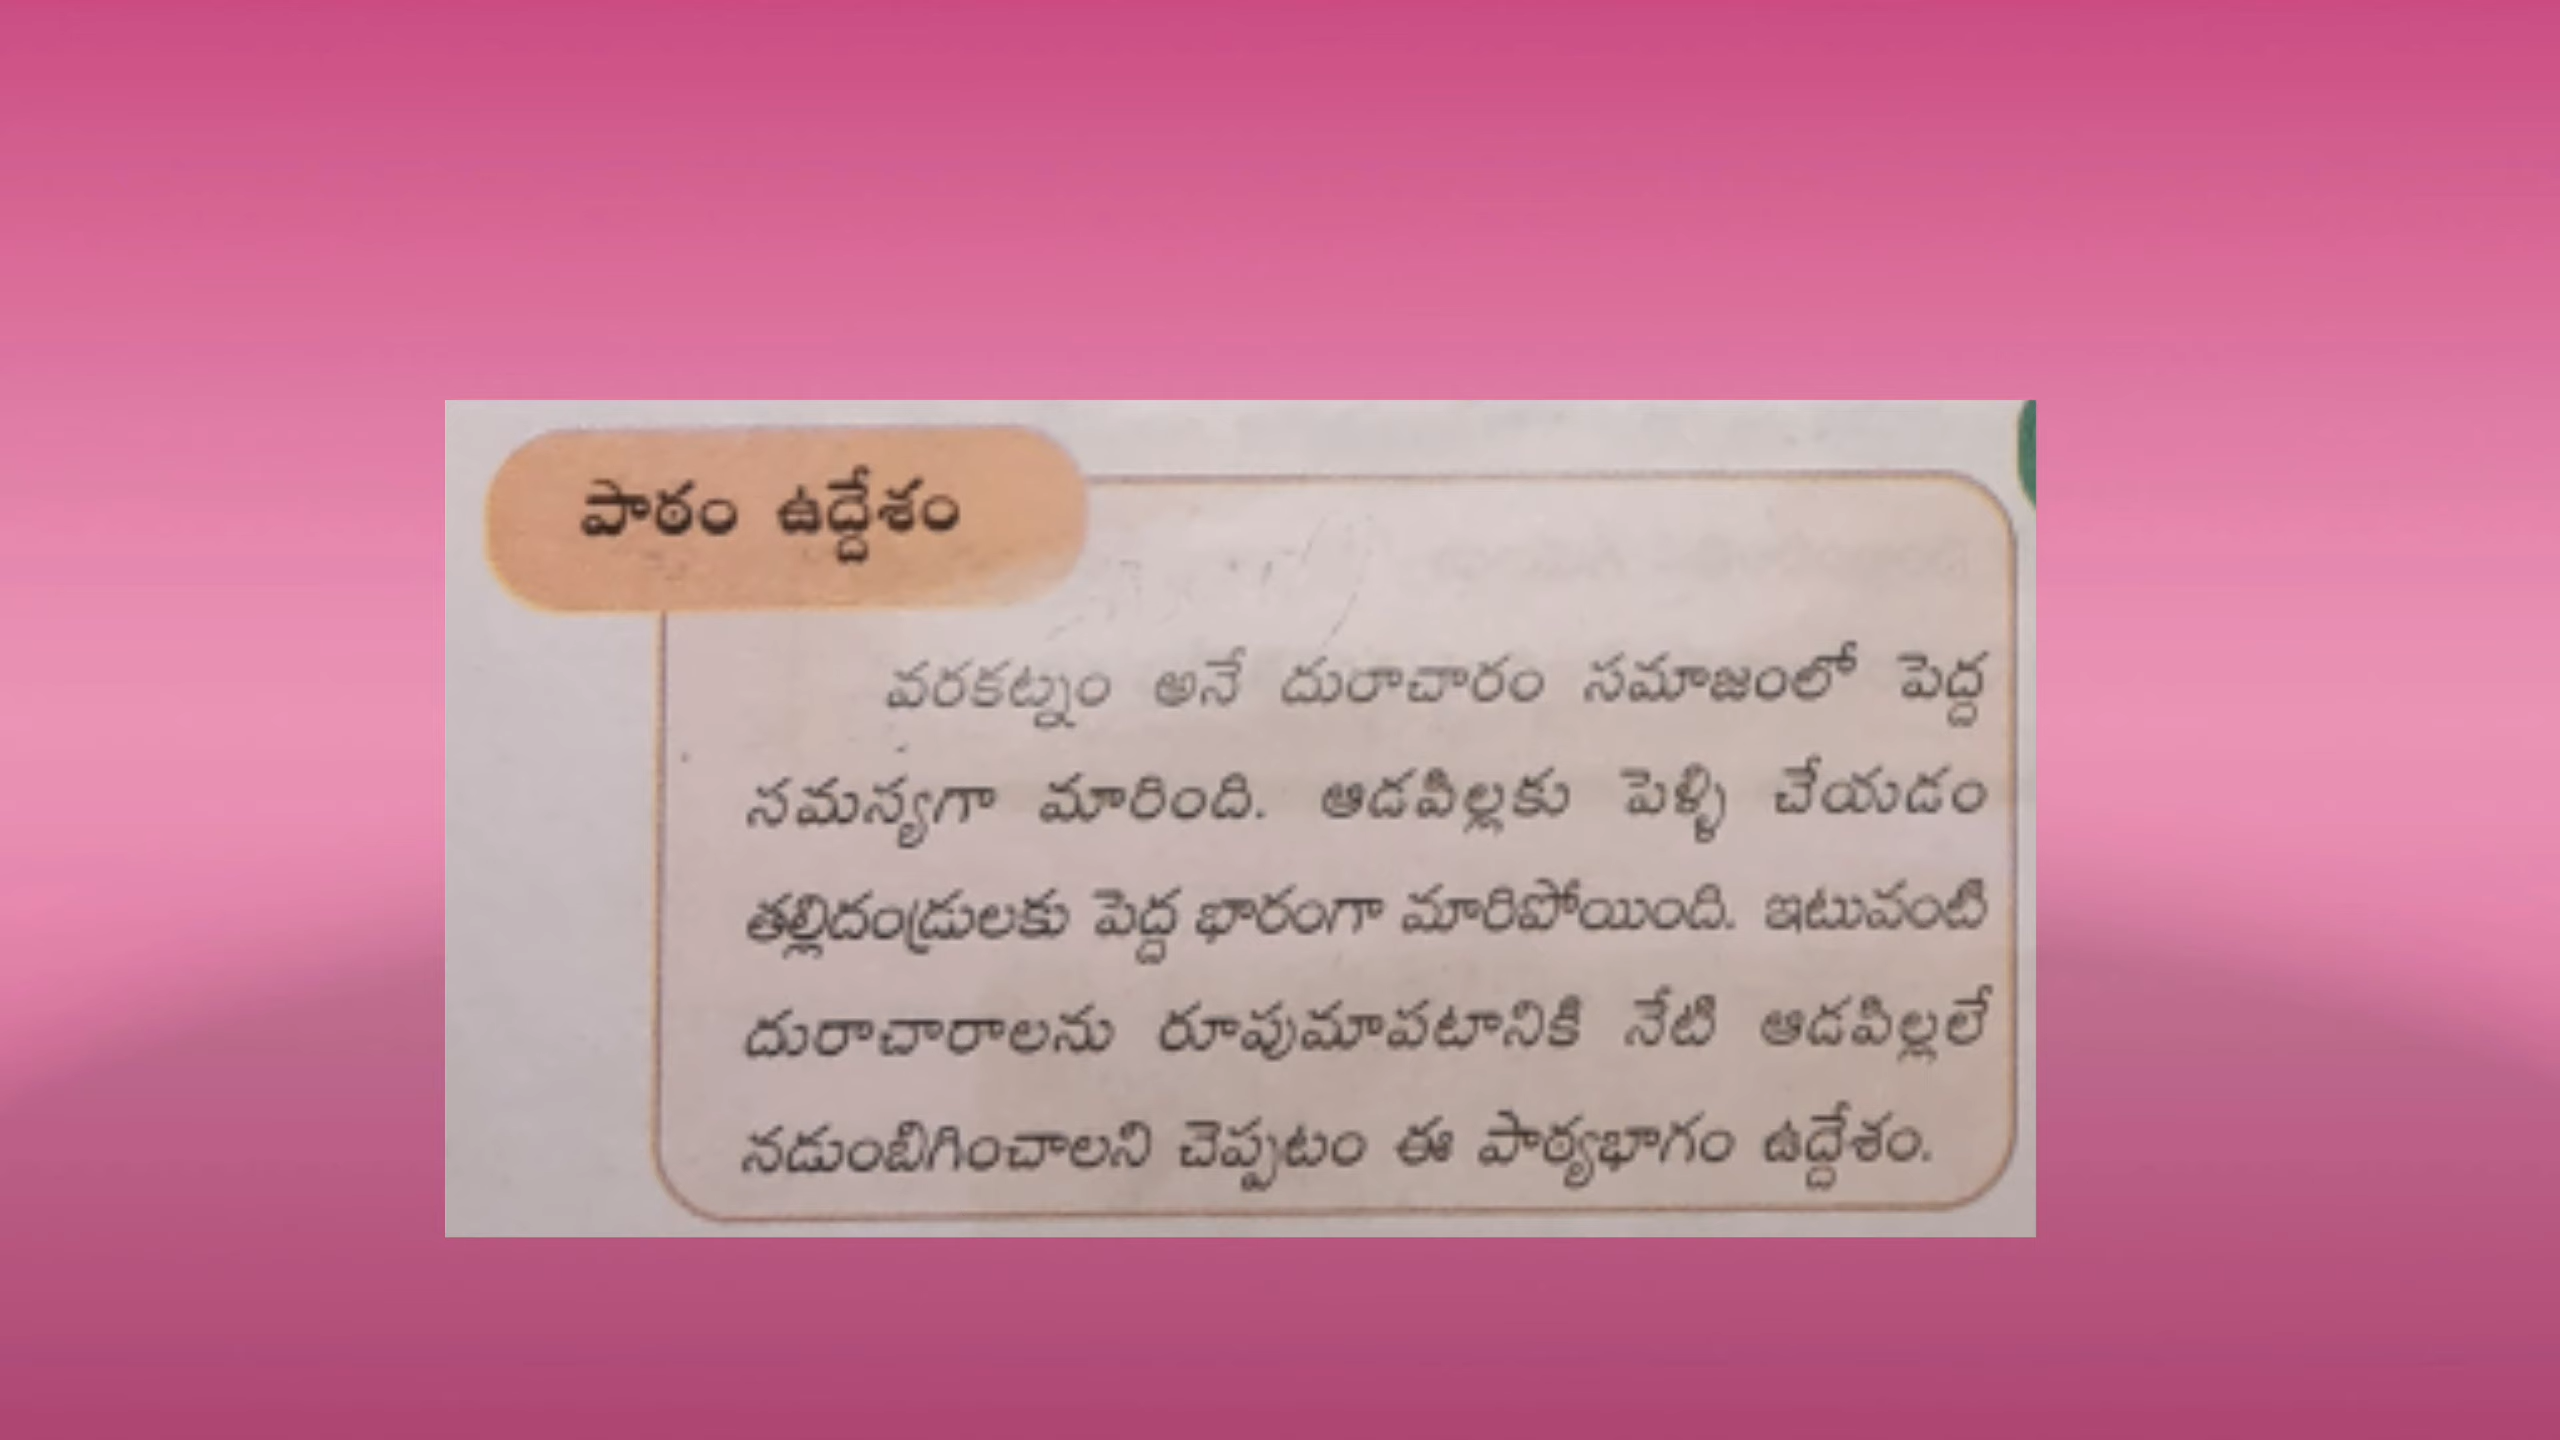 పాఠం ఉద్దేశం
వరకట్నం అనే దురాచారం సమాజంలో పెద్ద
సమస్యగా మారింది. ఆడపిల్లకు పెళ్ళి చేయడం
తల్లిదండ్రులకు పెద్ద భారంగా మారిపోయింది. ఇటువంటి
దురాచారాలను రూపుమాపటానికి నేటి ఆడపిల్లలే
నడుంబిగించాలని చెప్పటం ఈ పాఠ్యభాగం ఉద్దేశం.